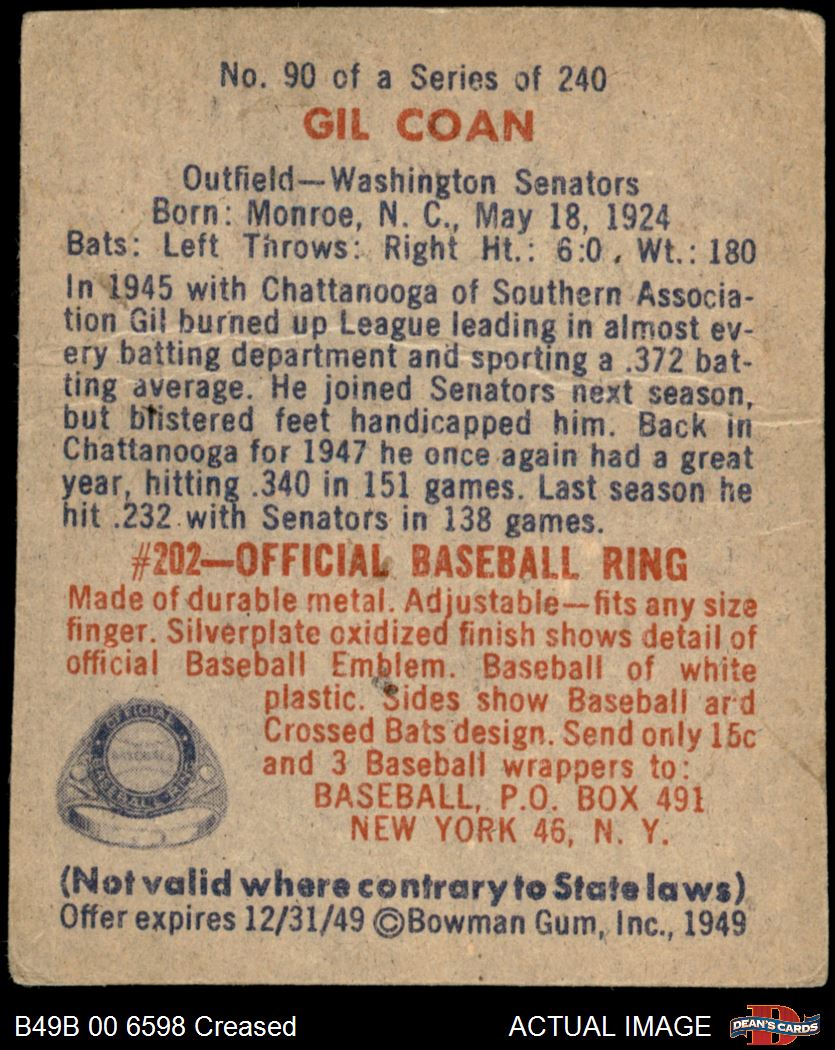 No. 90 of a Series of 240
GIL COAN
Outfield—Washington Senators
Born: Monroe, N. C., May 18, 1924
Bats: Left Throws: Right Ht.: 6:0. Wt.: 180
In 1945 with Chattanooga of Southern Associa-
tion Gil burned up League leading in almost ev-
ery batting department and sporting a .372 bat-
ting average. He joined Senators next season,
but blistered feet handicapped him. Back in
Chattanooga for 1947 he once again had a great
year, hitting .340 in 151 games. Last season he
hit .232 with Senators in 138 games.
#202—OFFICIAL BASEBALL RING
Made of durable metal. Adjustable—fits any size
finger. Silverplate oxidized finish shows detail of
official Baseball Emblem. Baseball of white
plastic. Sides show Baseball and
Crossed Bats design. Send only 15c
and 3 Baseball wrappers to:
BASEBALL, P.O. BOX 491
NEW YORK 46, N. Y.
OFFICIAL
BASEBALL RING
(Not valid where contrary to State laws)
Offer expires 12/31/49 ©Bowman Gum, Inc., 1949
B49B 00 6598 Creased
ACTUAL IMAGE
DEAN'S CARDS